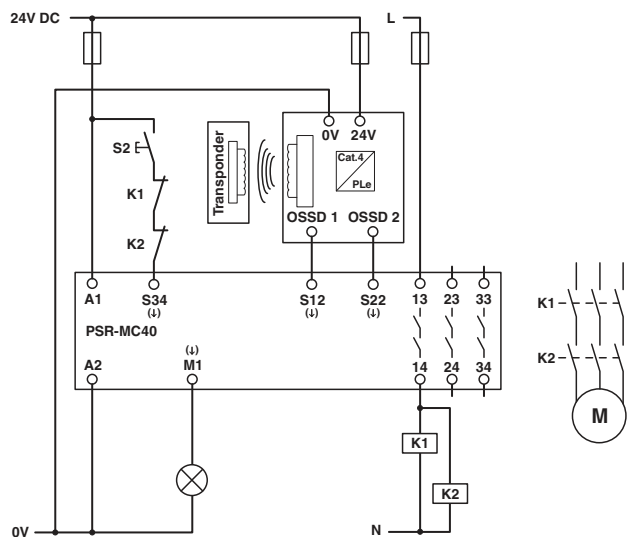 24V DC
L
0V 24V
S2
Transponder
Cat.4
PLe
K1
OSSD 1 OSSD 2
K2
A1 S34 S12 S22 13 23 33
(↓) (↓) (↓)
PSR-MC40
K1
(↓)
A2 M1 14 24 34
K2
M
K1
K2
0V
N